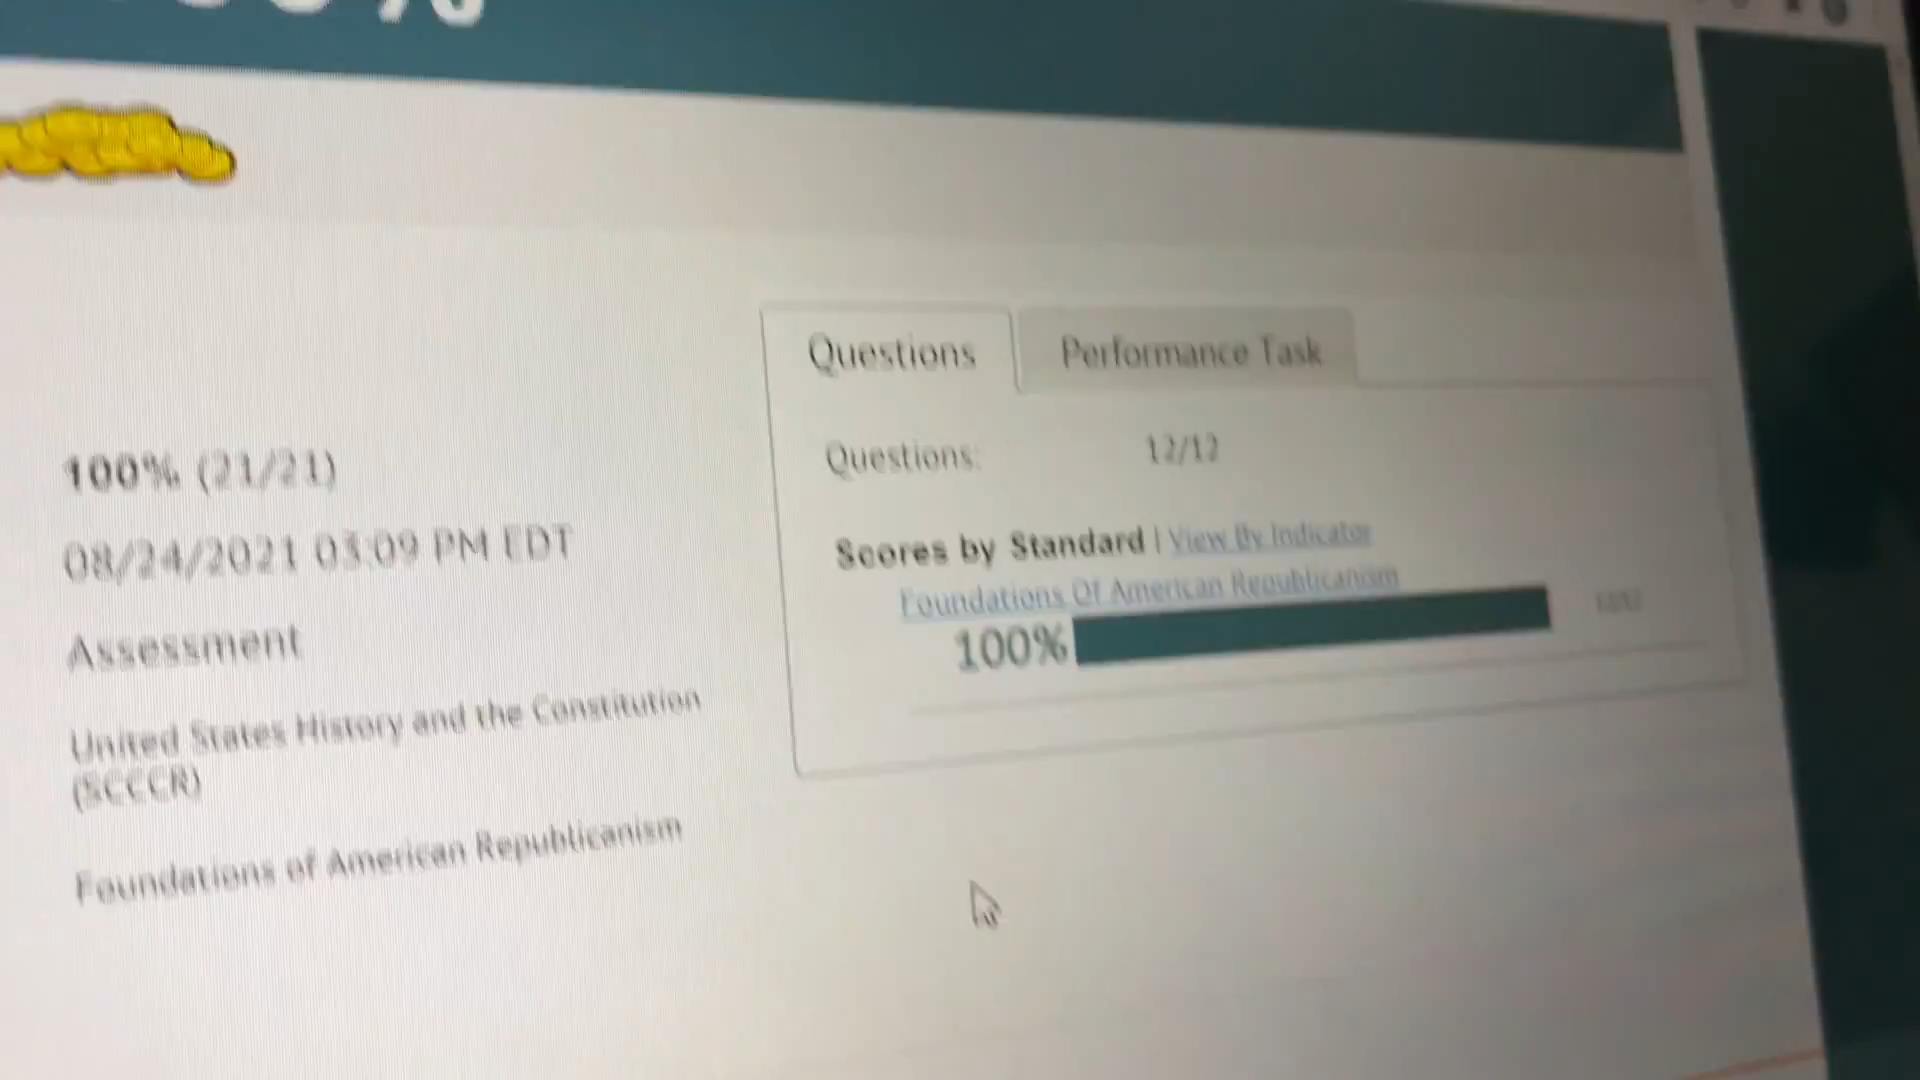 Questions
Performance Task
100% (21/21)
08/24/2021 03:09 PM EDT
Assessment
United States History and the Constitution
(SCCCR)
Foundations of American Republicanism
Questions:
12/12
Scores by Standard | View By Indicator
Foundations Of American Republicanism
100%